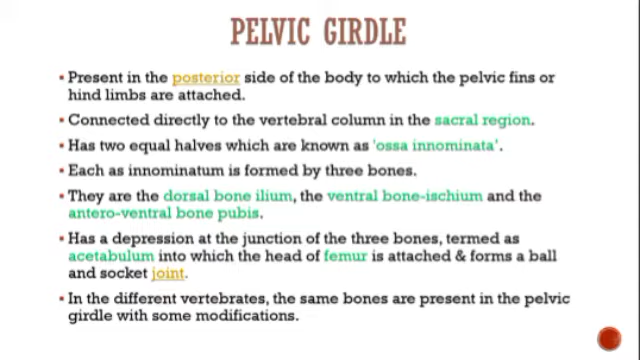 PELVIC GIRDLE
▪ Present in the posterior side of the body to which the pelvic fins or
hind limbs are attached.
▪ Connected directly to the vertebral column in the sacral region.
▪ Has two equal halves which are known as 'ossa innominata'.
▪ Each as innominatum is formed by three bones.
▪ They are the dorsal bone ilium, the ventral bone-ischium and the
antero-ventral bone pubis.
▪ Has a depression at the junction of the three bones, termed as
acetabulum into which the head of femur is attached & forms a ball
and socket joint.
▪ In the different vertebrates, the same bones are present in the pelvic
girdle with some modifications.